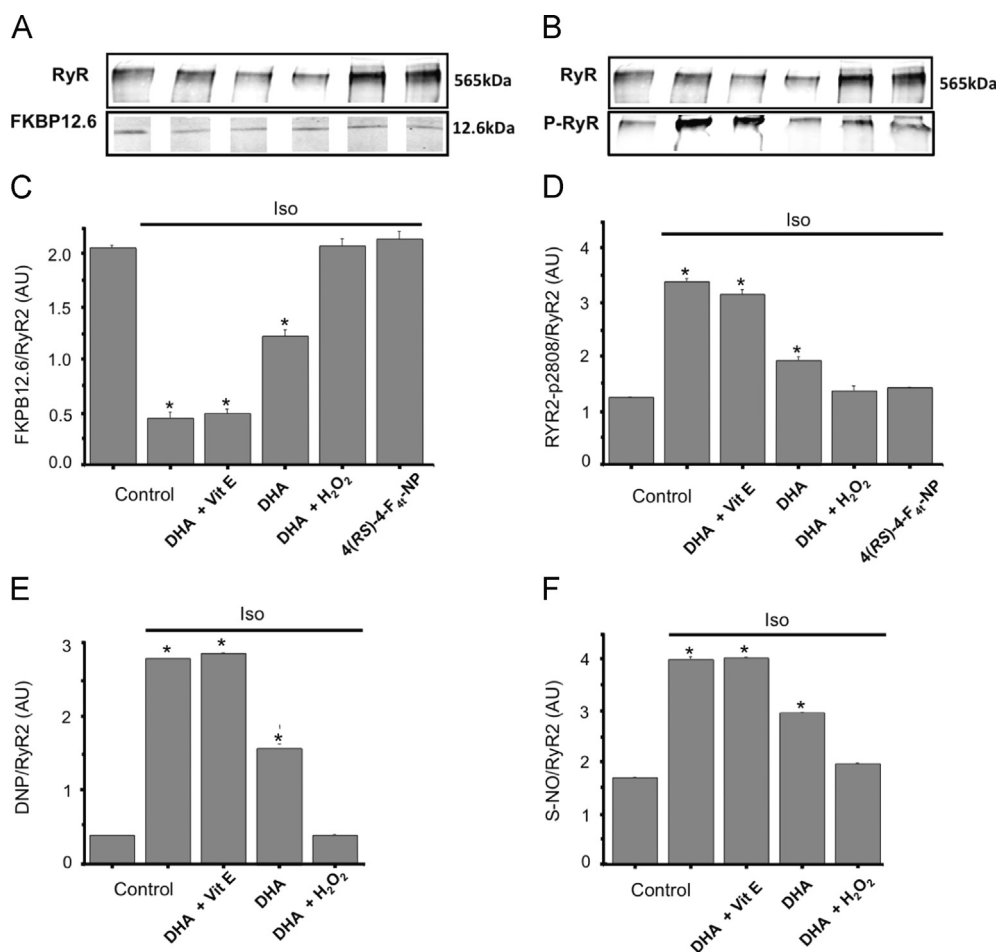 A
RyR
565kDa
FKBP12.6
12.6kDa
B
RyR
565kDa
P-RyR
C
Iso
FKPB12.6/RyR2 (AU)
2.0
1.0
0.5
0.0
*
*
*
Control
DHA + Vit E
DHA
DHA + H₂O₂
4(RS)-4-F₄ₜ-NP
D
Iso
RYR2-p2808/RyR2 (AU)
4
3
2
1
0
*
*
*
Control
DHA + Vit E
DHA
DHA + H₂O₂
4(RS)-4-F₄ₜ-NP
E
Iso
DNP/RyR2 (AU)
3
2
1
0
*
*
*
Control
DHA + Vit E
DHA
DHA + H₂O₂
F
Iso
S-NO/RyR2 (AU)
4
3
2
1
0
*
*
*
Control
DHA + Vit E
DHA
DHA + H₂O₂